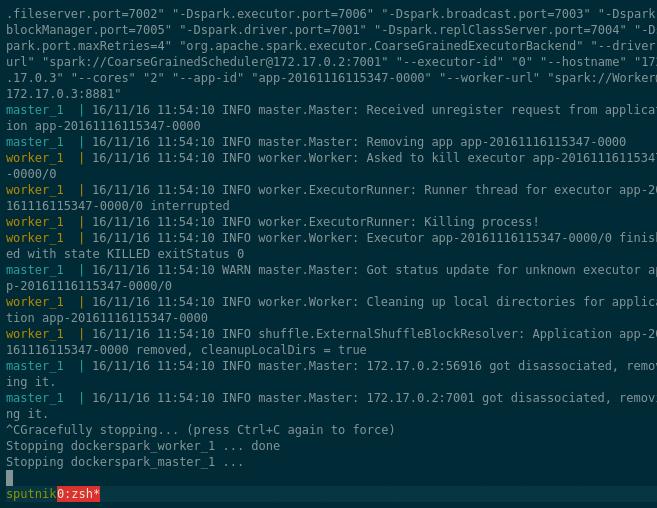 .fileserver.port=7002" "-Dspark.executor.port=7006" "-Dspark.broadcast.port=7003" "-Dspark
blockManager.port=7005" "-Dspark.driver.port=7001" "-Dspark.replClassServer.port=7004" "-D
park.port.maxRetries=4" "org.apache.spark.executor.CoarseGrainedExecutorBackend" "--driver
url" "spark://CoarseGrainedScheduler@172.17.0.2:7001" "--executor-id" "0" "--hostname" "17
.17.0.3" "--cores" "2" "--app-id" "app-20161116115347-0000" "--worker-url" "spark://Worker
172.17.0.3:8881"
master_1  | 16/11/16 11:54:10 INFO master.Master: Received unregister request from applica
ion app-20161116115347-0000
master_1  | 16/11/16 11:54:10 INFO master.Master: Removing app app-20161116115347-0000
worker_1  | 16/11/16 11:54:10 INFO worker.Worker: Asked to kill executor app-2016111611534
-0000/0
worker_1  | 16/11/16 11:54:10 INFO worker.ExecutorRunner: Runner thread for executor app-2
161116115347-0000/0 interrupted
worker_1  | 16/11/16 11:54:10 INFO worker.ExecutorRunner: Killing process!
worker_1  | 16/11/16 11:54:10 INFO worker.Worker: Executor app-20161116115347-0000/0 finis
ed with state KILLED exitStatus 0
master_1  | 16/11/16 11:54:10 WARN master.Master: Got status update for unknown executor a
p-20161116115347-0000/0
worker_1  | 16/11/16 11:54:10 INFO worker.Worker: Cleaning up local directories for applica
tion app-20161116115347-0000
worker_1  | 16/11/16 11:54:10 INFO shuffle.ExternalShuffleBlockResolver: Application app-2
161116115347-0000 removed, cleanupLocalDirs = true
master_1  | 16/11/16 11:54:10 INFO master.Master: 172.17.0.2:56916 got disassociated, remo
ing it.
master_1  | 16/11/16 11:54:10 INFO master.Master: 172.17.0.2:7001 got disassociated, removi
ng it.
^CGracefully stopping... (press Ctrl+C again to force)
Stopping dockerspark_worker_1 ... done
Stopping dockerspark_master_1 ...
sputnik0:zsh*